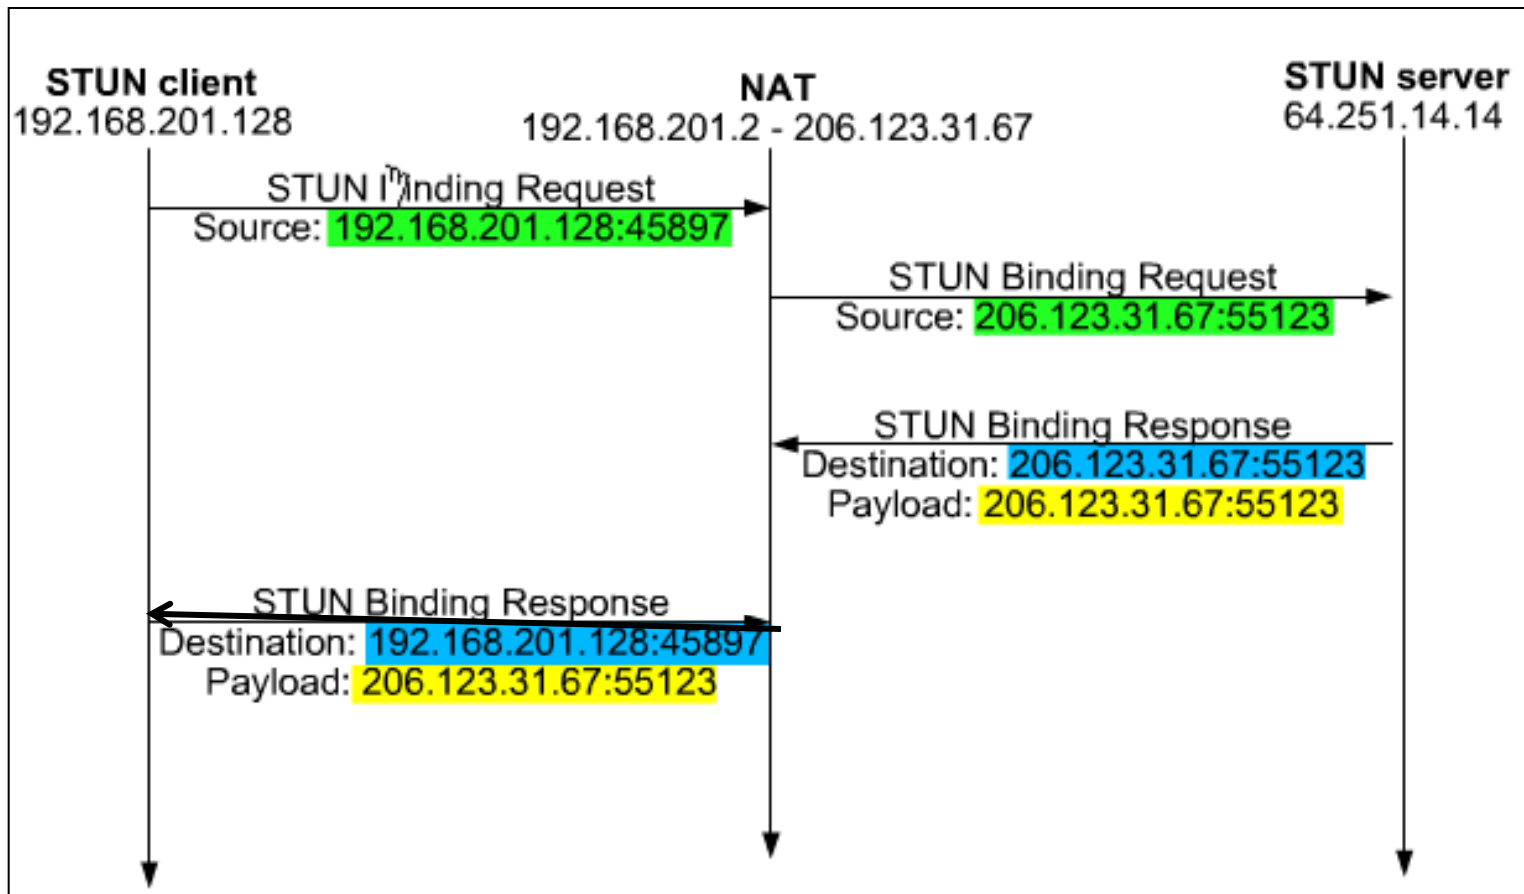 STUN client
192.168.201.128
NAT
192.168.201.2 - 206.123.31.67
STUN server
64.251.14.14
STUN inding Request
Source: 192.168.201.128:45897
STUN Binding Request
Source: 206.123.31.67:55123
STUN Binding Response
Destination: 206.123.31.67:55123
Payload: 206.123.31.67:55123
STUN Binding Response
Destination: 192.168.201.128:45897
Payload: 206.123.31.67:55123